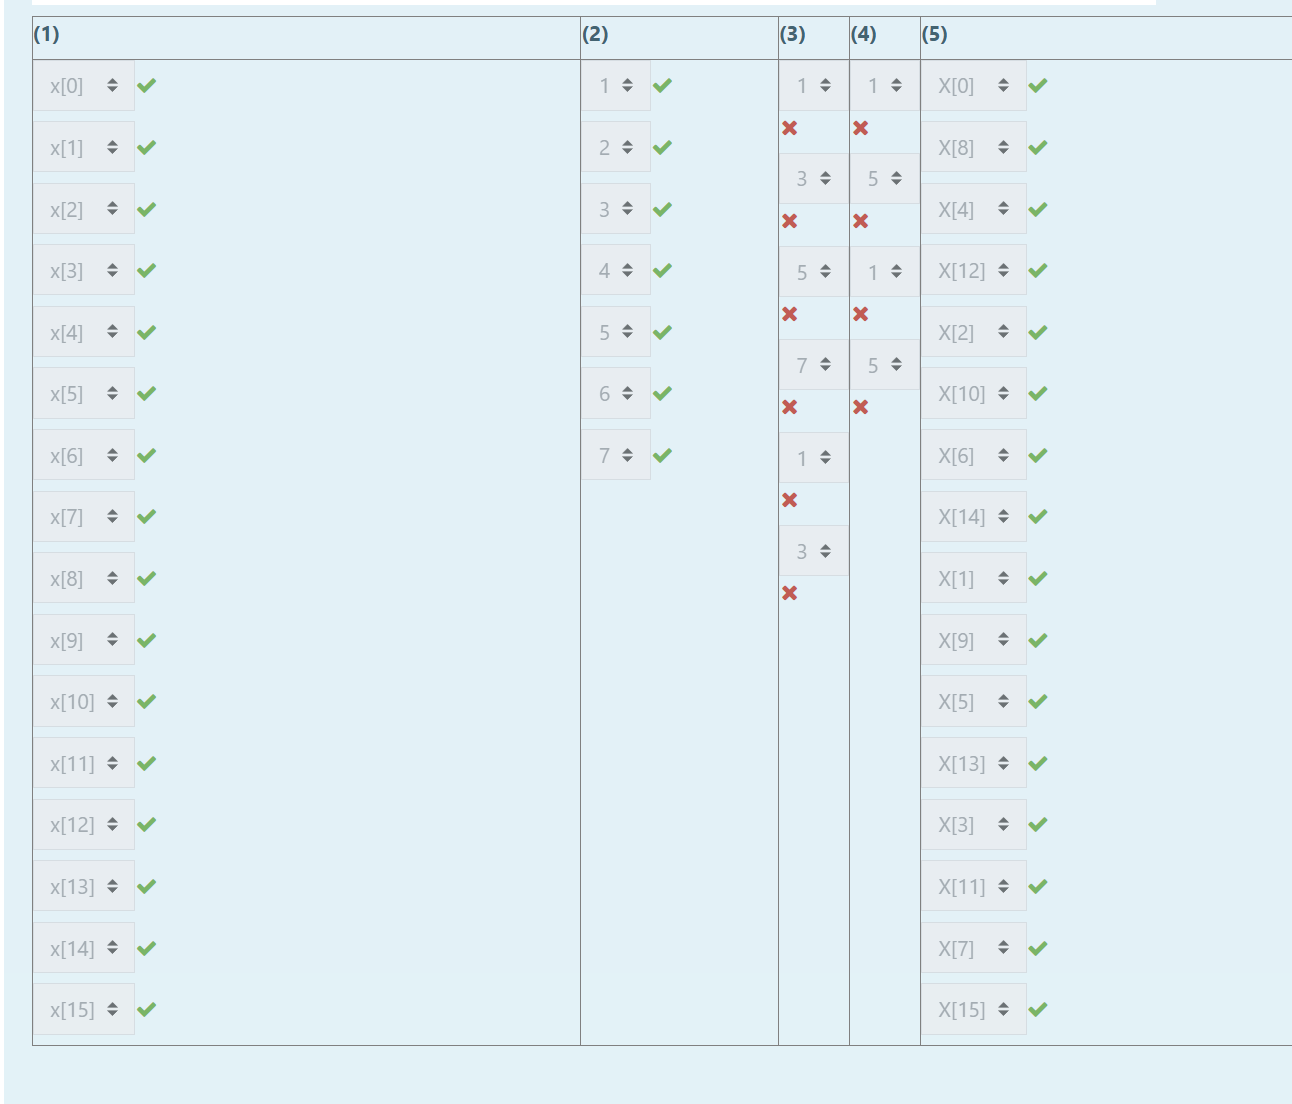 (1) (2) (3) (4) (5)
x[0] 1 1 1 X[0]
x[1] 2 3 5 X[8]
x[2] 3 5 1 X[4]
x[3] 4 7 5 X[12]
x[4] 5 1 X[2]
x[5] 6 3 X[10]
x[6] 7 X[6]
x[7] X[14]
x[8] X[1]
x[9] X[9]
x[10] X[5]
x[11] X[13]
x[12] X[3]
x[13] X[11]
x[14] X[7]
x[15] X[15]